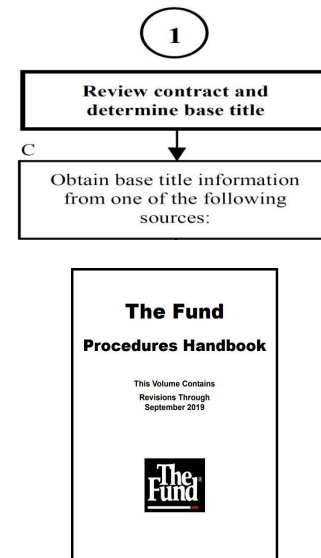 1
Review contract and
determine base title
C
Obtain base title information
from one of the following
sources:
The Fund
Procedures Handbook
This Volume Contains
Revisions Through
September 2019
The
Fund